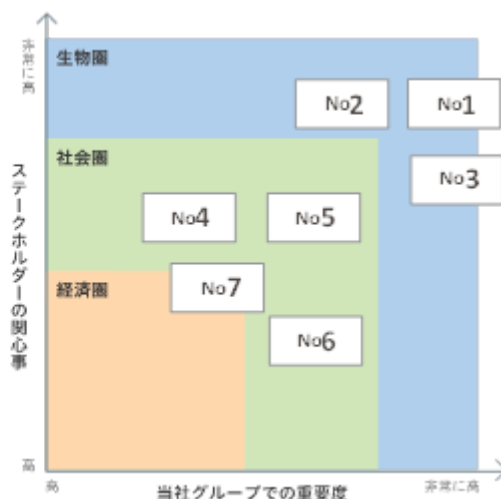 非常に高
生物圏
No2
No1
社会圏
No3
No4
No5
ステークホルダーの関心事
経済圏
No7
No6
高
高
当社グループでの重要度
非常に高